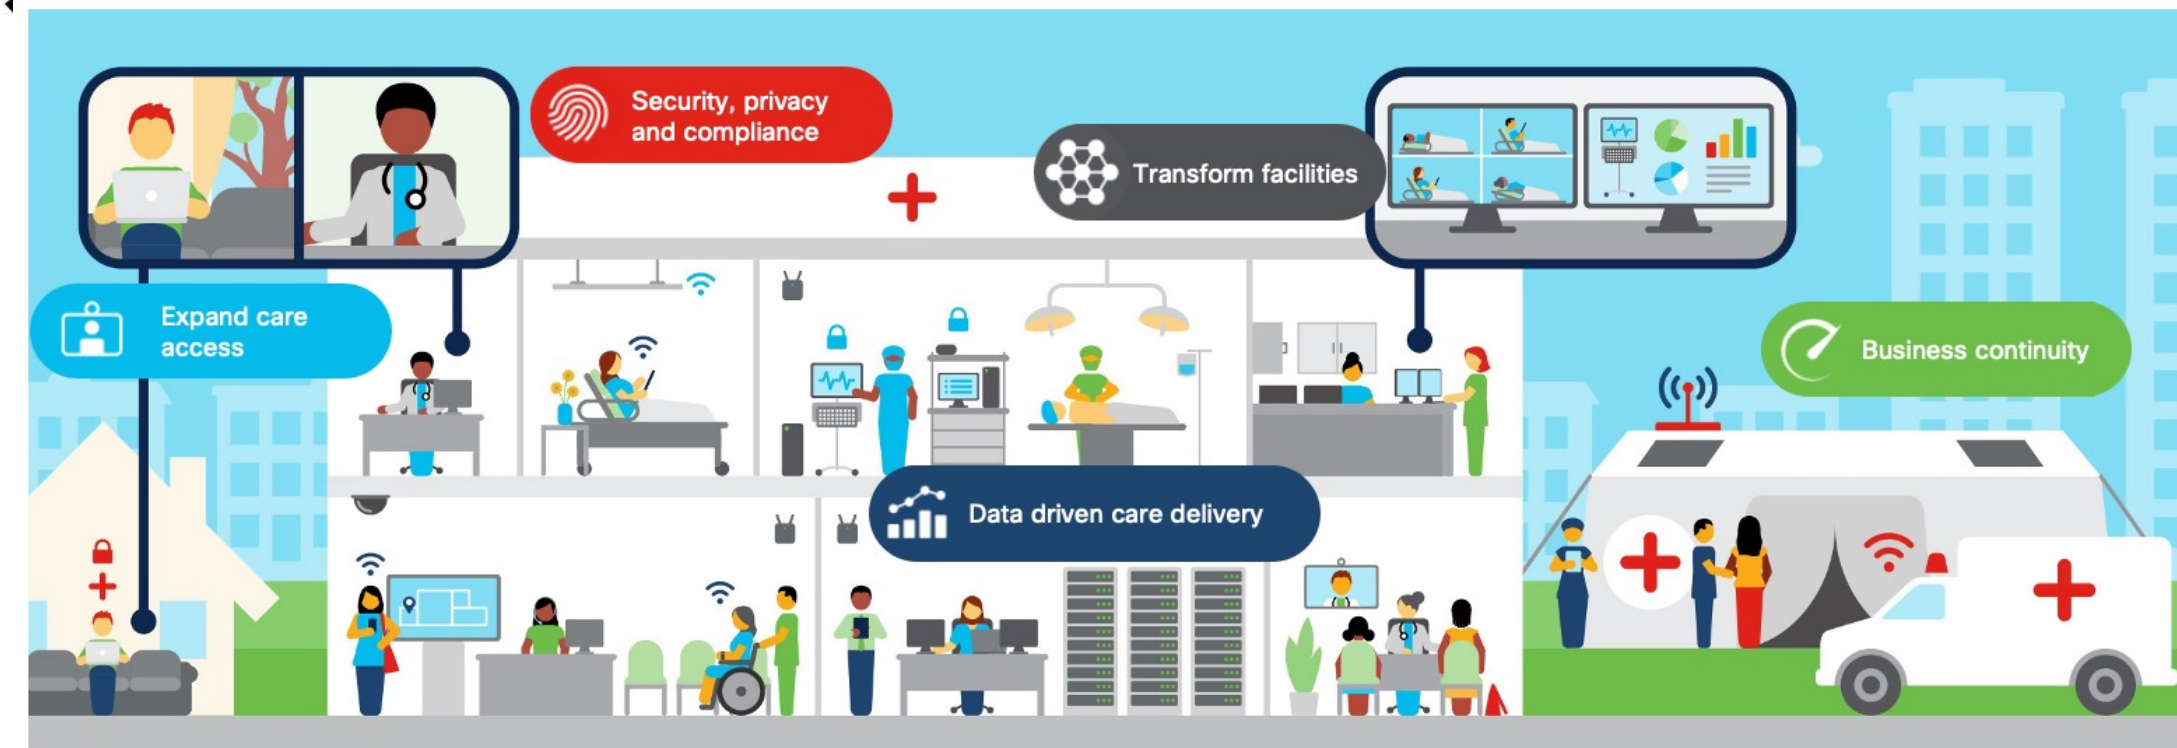 Security, privacy
and compliance
Transform facilities
Expand care
access
Business continuity
Data driven care delivery